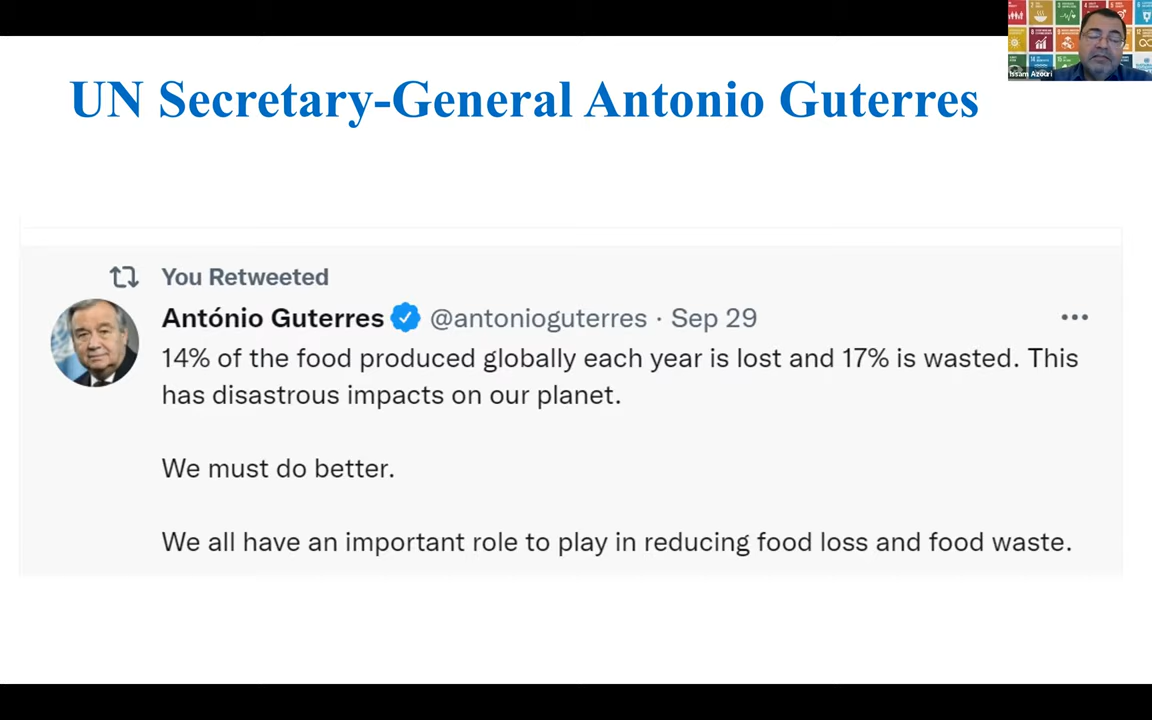 UN Secretary-General Antonio Guterres
Issam Azouri
You Retweeted
António Guterres @antonioguterres · Sep 29
14% of the food produced globally each year is lost and 17% is wasted. This
has disastrous impacts on our planet.
We must do better.
We all have an important role to play in reducing food loss and food waste.